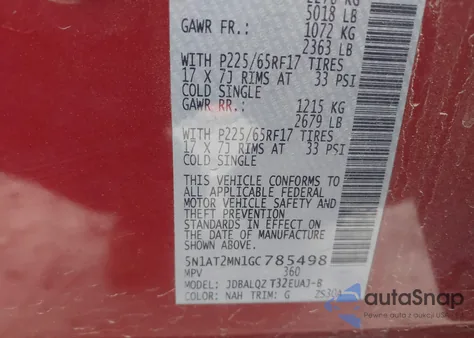 5018 LB
GAWR FR.: 1072 KG
2363 LB
WITH P225/65RF17 TIRES
17 X 7J RIMS AT 33 PSI
COLD SINGLE
GAWR RR.: 1215 KG
2679 LB
WITH P225/65RF17 TIRES
17 X 7J RIMS AT 33 PSI
COLD SINGLE
THIS VEHICLE CONFORMS TO
ALL APPLICABLE FEDERAL
MOTOR VEHICLE SAFETY AND
THEFT PREVENTION
STANDARDS IN EFFECT ON
THE DATE OF MANUFACTURE
SHOWN ABOVE.
5N1AT2MN1GC785498
MPV 360
MODEL: JDBALQZ T32EUAJ-B
COLOR: NAH TRIM: G
autaSnap